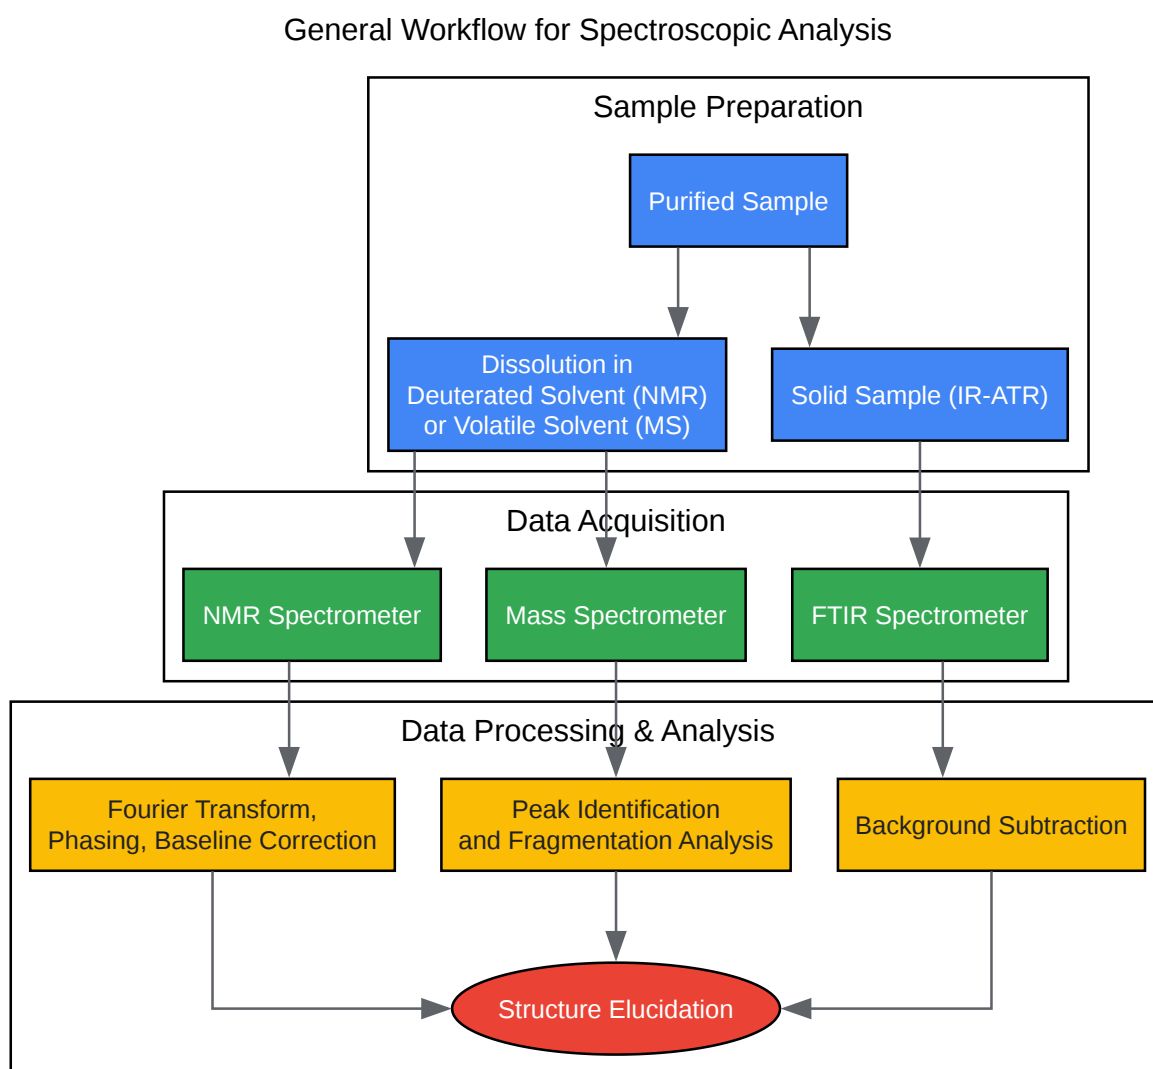 General Workflow for Spectroscopic Analysis
Sample Preparation
Purified Sample
Dissolution in
Deuterated Solvent (NMR)
or Volatile Solvent (MS)
Solid Sample (IR-ATR)
Data Acquisition
NMR Spectrometer
Mass Spectrometer
FTIR Spectrometer
Data Processing & Analysis
Fourier Transform,
Phasing, Baseline Correction
Peak Identification
and Fragmentation Analysis
Background Subtraction
Structure Elucidation